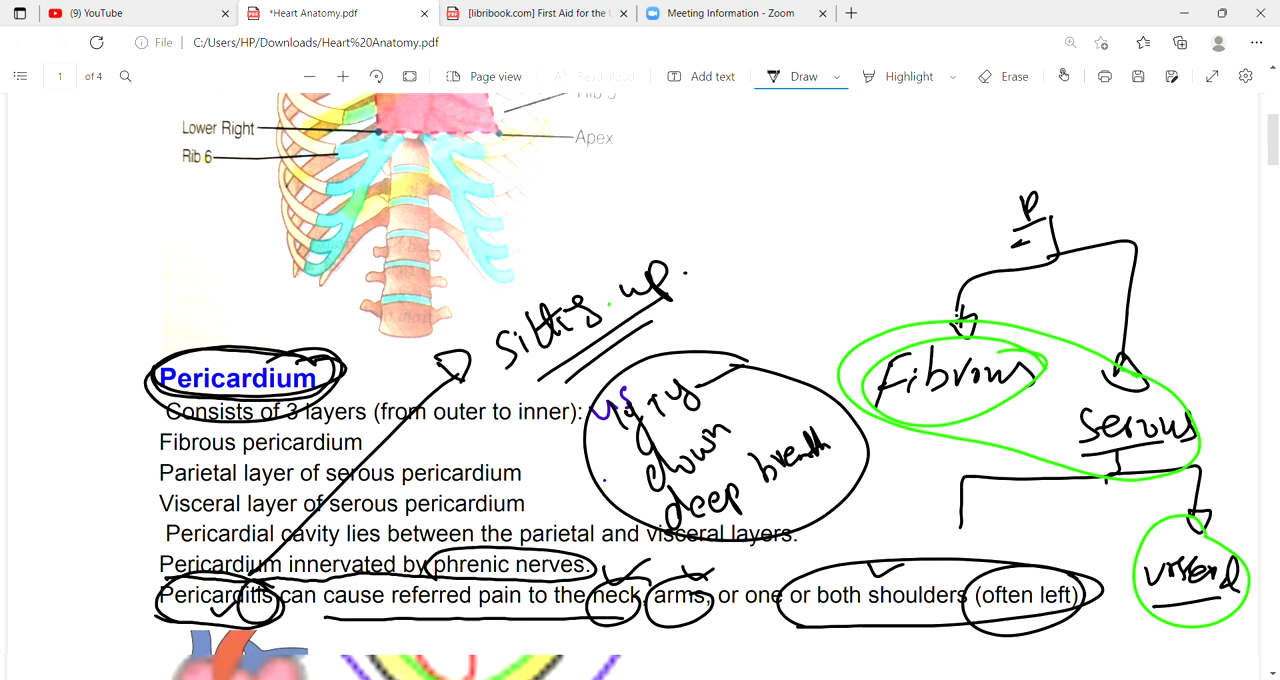 (9) YouTube
*Heart Anatomy.pdf
[libribook.com] First Aid for the U
Meeting Information - Zoom
File C:/Users/HP/Downloads/Heart%20Anatomy.pdf
1 of 4
Page view
Read aloud
Add text
Draw
Highlight
Erase
Rib 5
Lower Right
Apex
Rib 6
P
Sitting up.
Fibrous
Serous
Pericardium
Consists of 3 layers (from outer to inner):
Fibrous pericardium
Parietal layer of serous pericardium
Visceral layer of serous pericardium
down
deep breath
Pericardial cavity lies between the parietal and visceral layers.
Pericardium innervated by phrenic nerves.
Pericarditis can cause referred pain to the neck, arms, or one or both shoulders (often left).